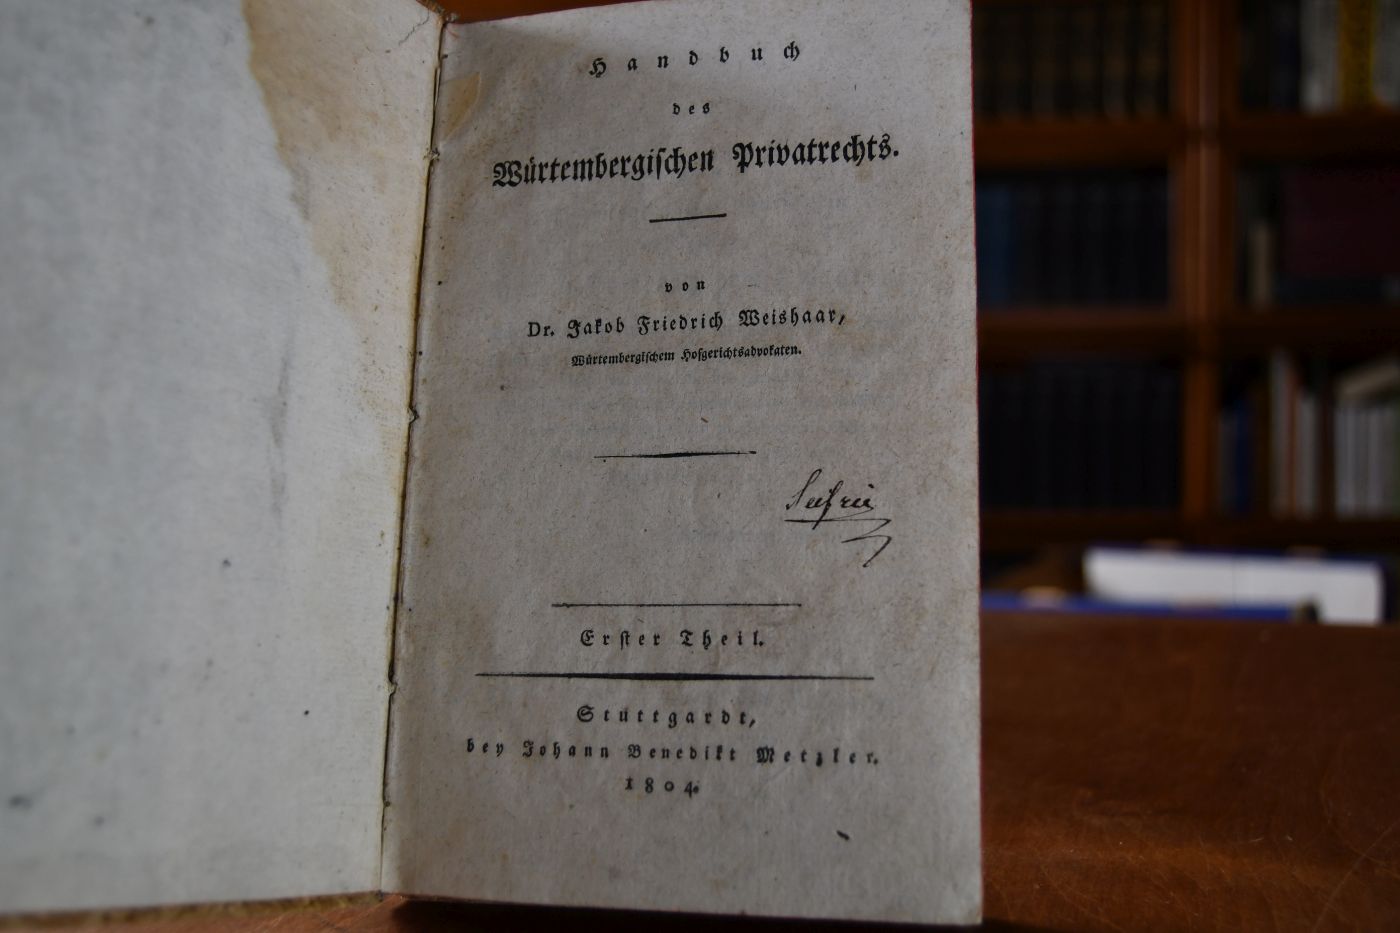 Handbuch
des
Würtembergischen Privatrechts.
von
Dr. Jakob Friedrich Weishaar,
Würtembergischem Hofgerichtsadvokaten.
Erster Theil.
Stuttgardt,
bey Johann Benedikt Metzler.
1804.